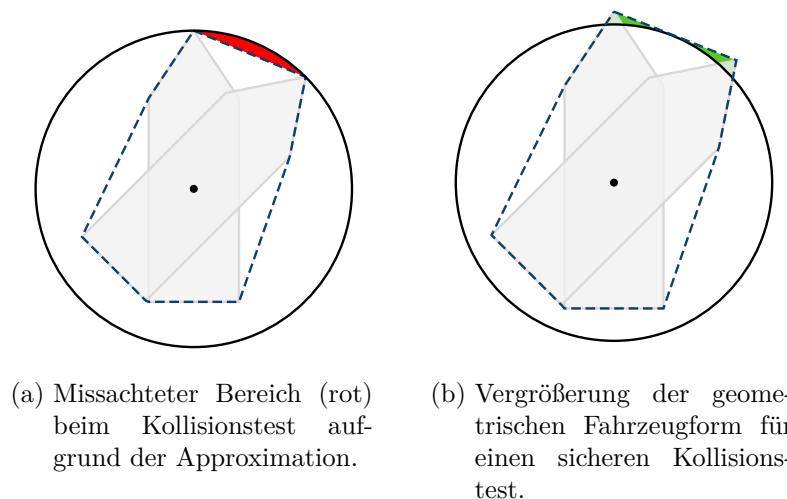 (a) Missachteter Bereich (rot)
beim Kollisionstest auf-
grund der Approximation.
(b) Vergrößerung der geome-
trischen Fahrzeugform für
einen sicheren Kollisions-
test.